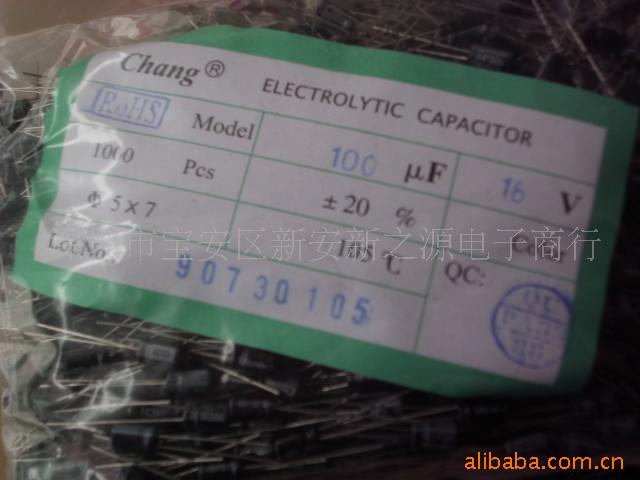 Chang® ELECTROLYTIC CAPACITOR
RoHS Model 100 μF 16 V
1000 Pcs ± 20 %
Φ 5 x 7 105 ℃ QC:
市宝安区新安新之源电子商行
Lot No. 90730105
alibaba.com.cn